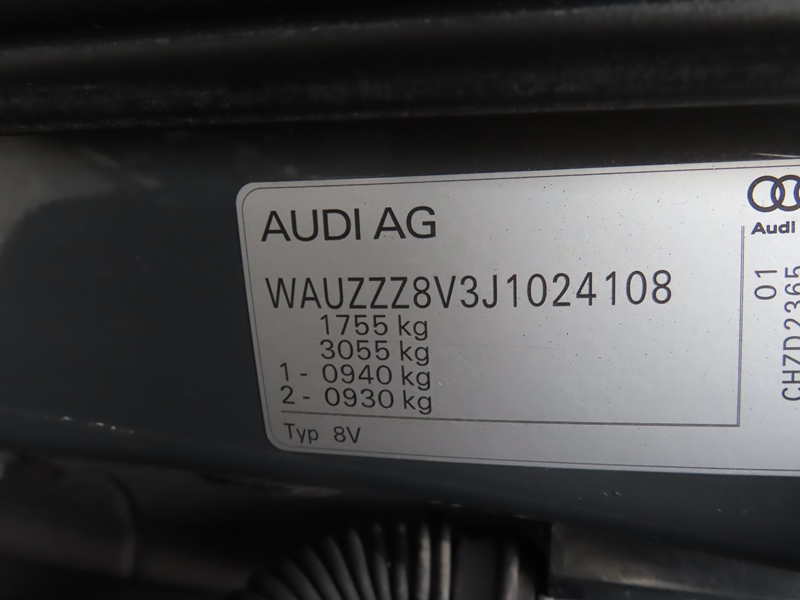 AUDI AG
WAUZZZ8V3J1024108
1755 kg
3055 kg
1 - 0940 kg
2 - 0930 kg
Typ 8V
Audi
01
CHZD2365